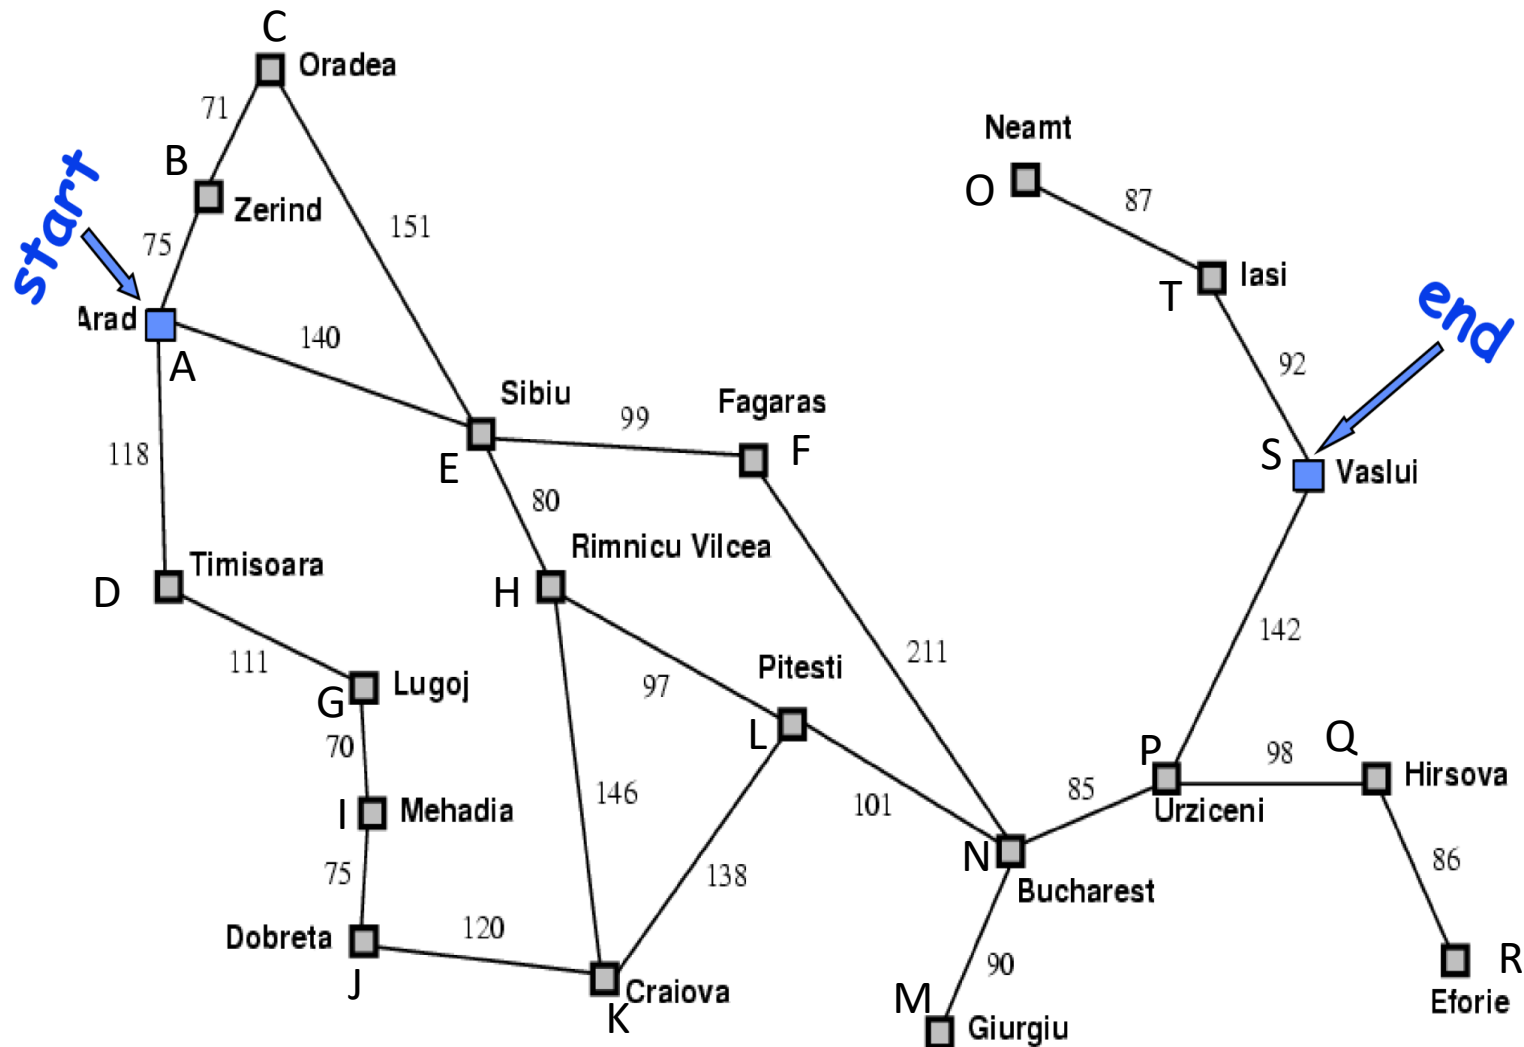 C
Oradea
71
Neamt
B
O
87
Zerind
start
151
75
Iasi
T
Arad
140
end
A
92
Sibiu
Fagaras
99
118
E
F
S
Vaslui
80
Rimnicu Vilcea
Timisoara
D
H
142
111
211
Pitesti
Lugoj
97
G
L
70
P
Q
98
Hirsova
146
85
I
Mehadia
101
Urziceni
75
138
N
86
Bucharest
Dobreta
120
90
R
J
Craiova
M
Eforie
K
Giurgiu